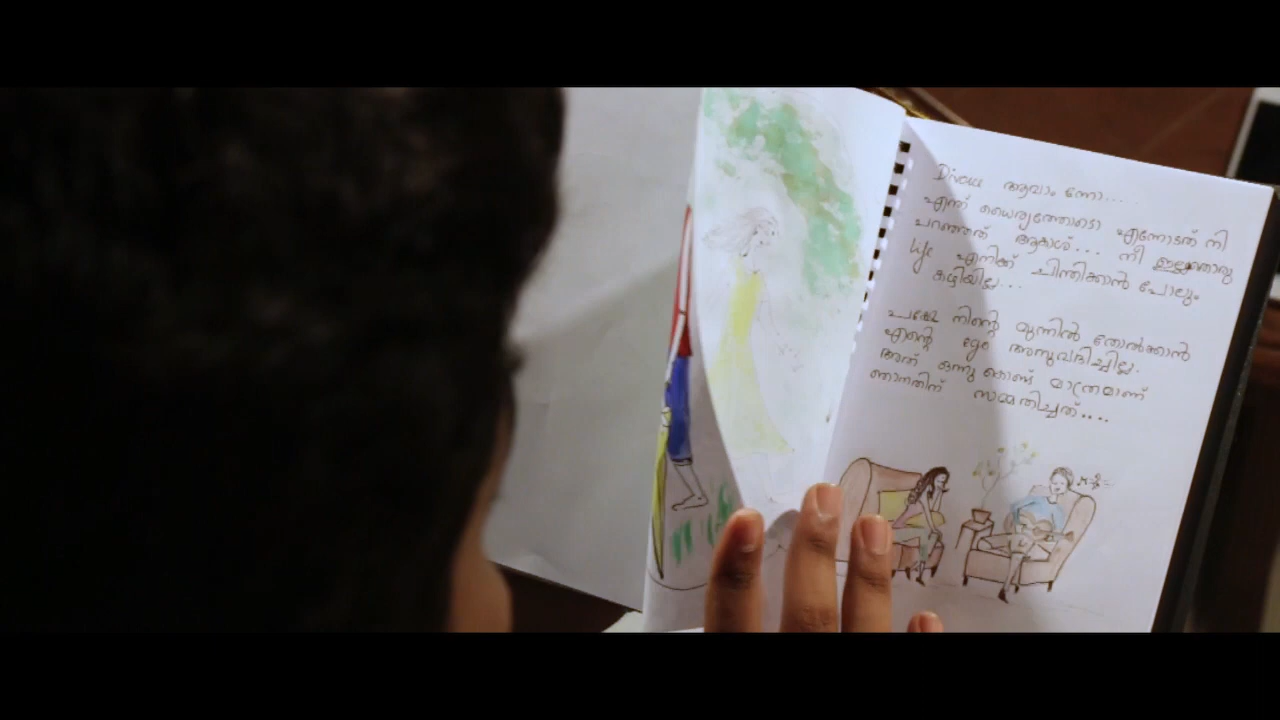 Divorce ആവാം ന്നോ.....
എന്ത് ധൈര്യത്തോടൊ എന്നോടത് നി
പറഞ്ഞത് ആകാശ്... നീ ഇല്ലാത്തൊരു
life എനിക്ക് ചിന്തിക്കാൻ പോലും
കഴിയില്ല...
പക്ഷേ നിന്റെ മുന്നിൽ തോൽക്കാൻ
എന്റെ ego അനുവദിച്ചില്ല.
അത് ഒന്നു കൊണ്ട് മാത്രമാണ്
ഞാനതിന് സമ്മതിച്ചത്....